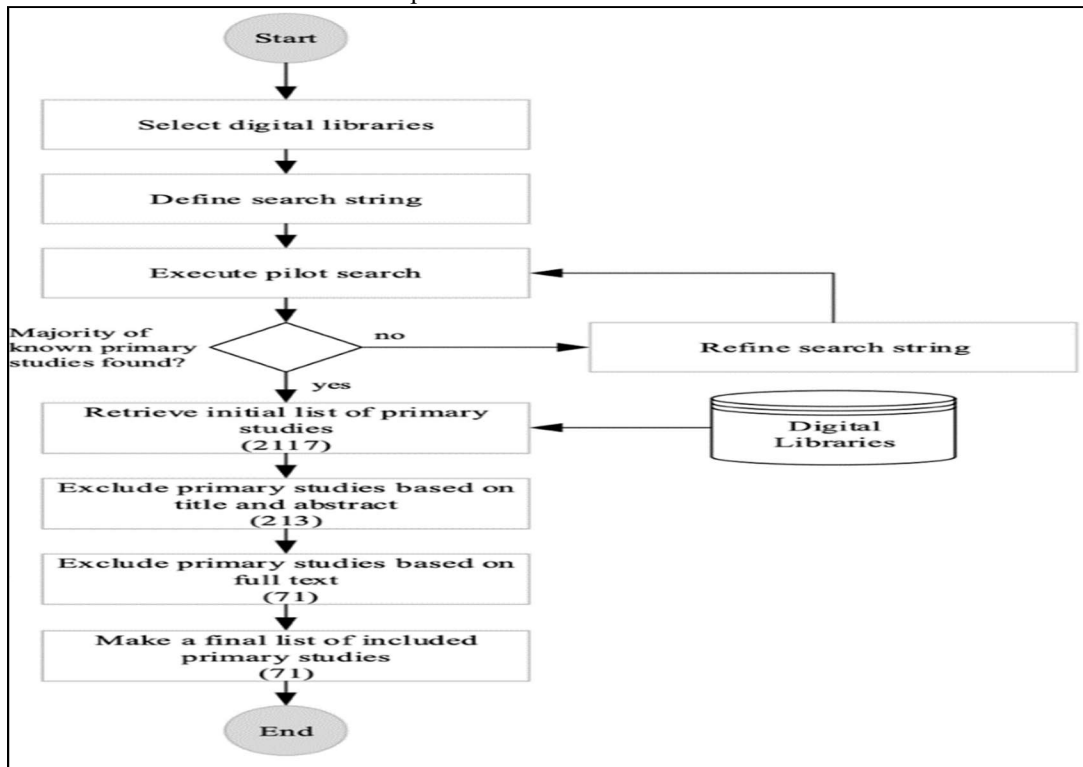 Start
Select digital libraries
Define search string
Execute pilot search
Majority of
known primary
studies found?
no
Refine search string
yes
Retrieve initial list of primary
studies
(2117)
Digital
Libraries
Exclude primary studies based on
title and abstract
(213)
Exclude primary studies based on
full text
(71)
Make a final list of included
primary studies
(71)
End